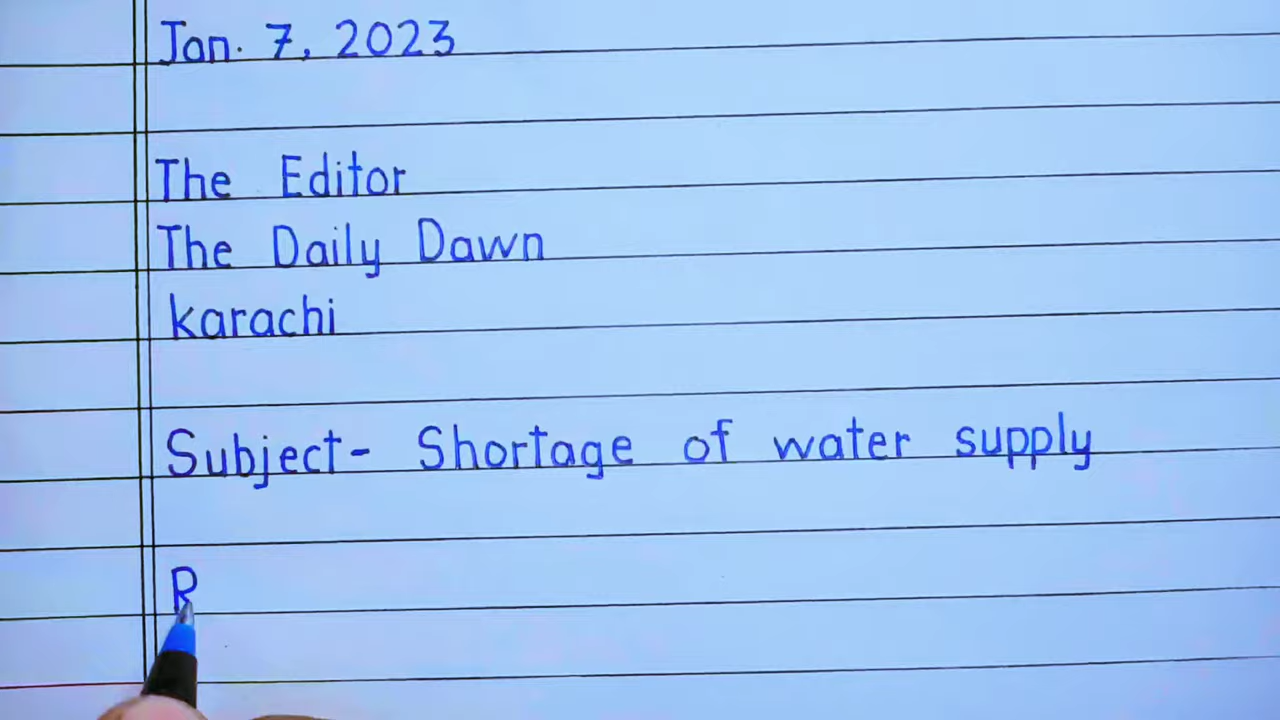 Jan. 7, 2023
The Editor
The Daily Dawn
karachi
Subject- Shortage of water supply
R